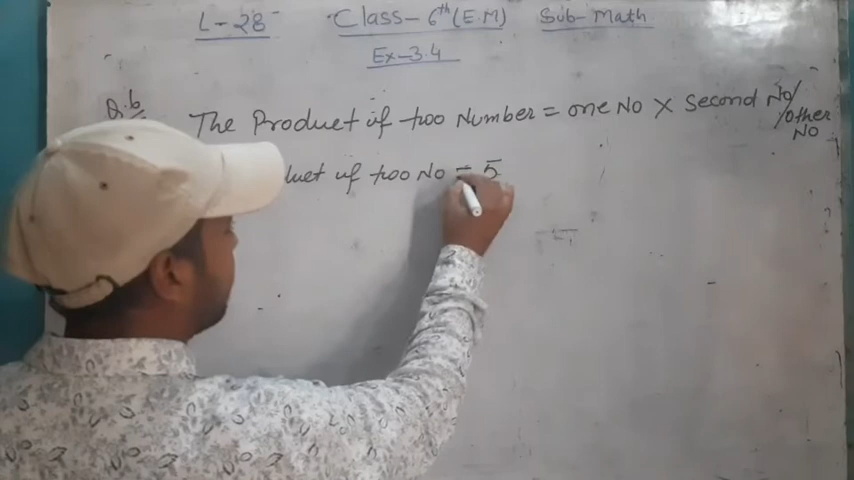 L-28 Class-6th (E.M) Sub-Math
Ex-3.4
Q.6 The Product of two Number = one No × Second No/
other
No
duct of two No = 5